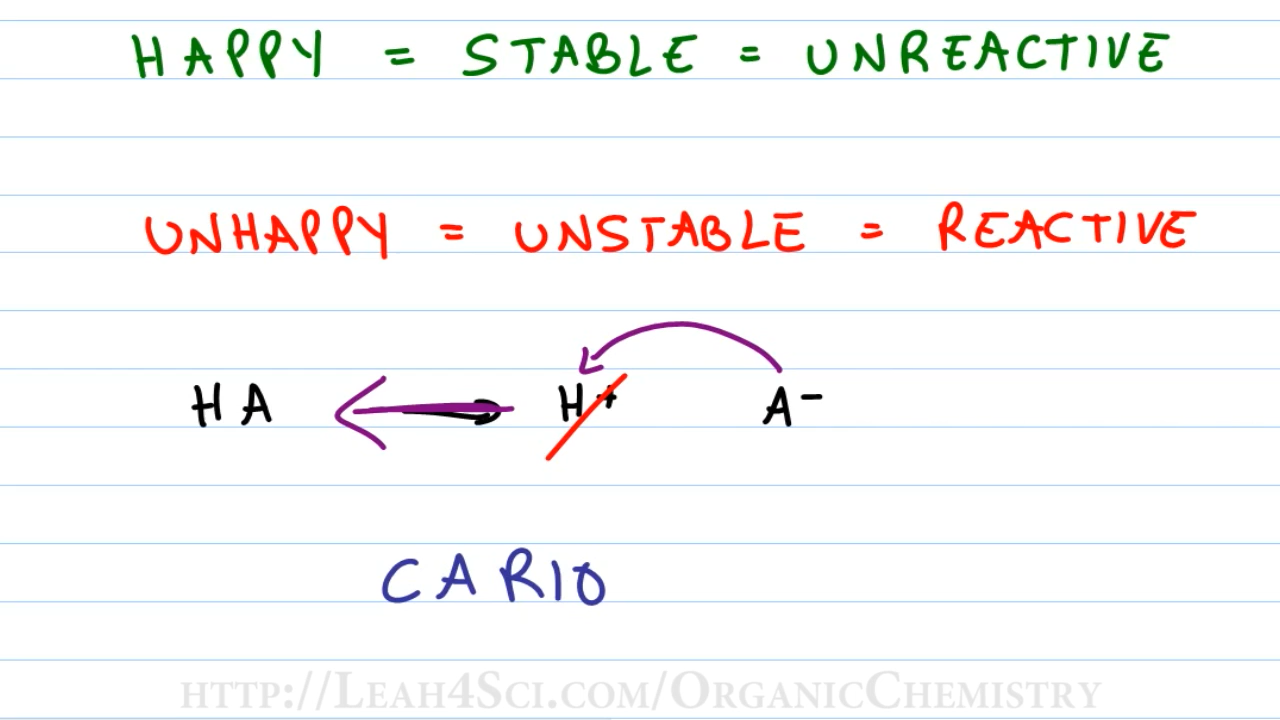 HAPPY = STABLE = UNREACTIVE
UNHAPPY = UNSTABLE = REACTIVE
HA H+ A-
CARIO
HTTP://LEAH4SCI.COM/ORGANICCHEMISTRY